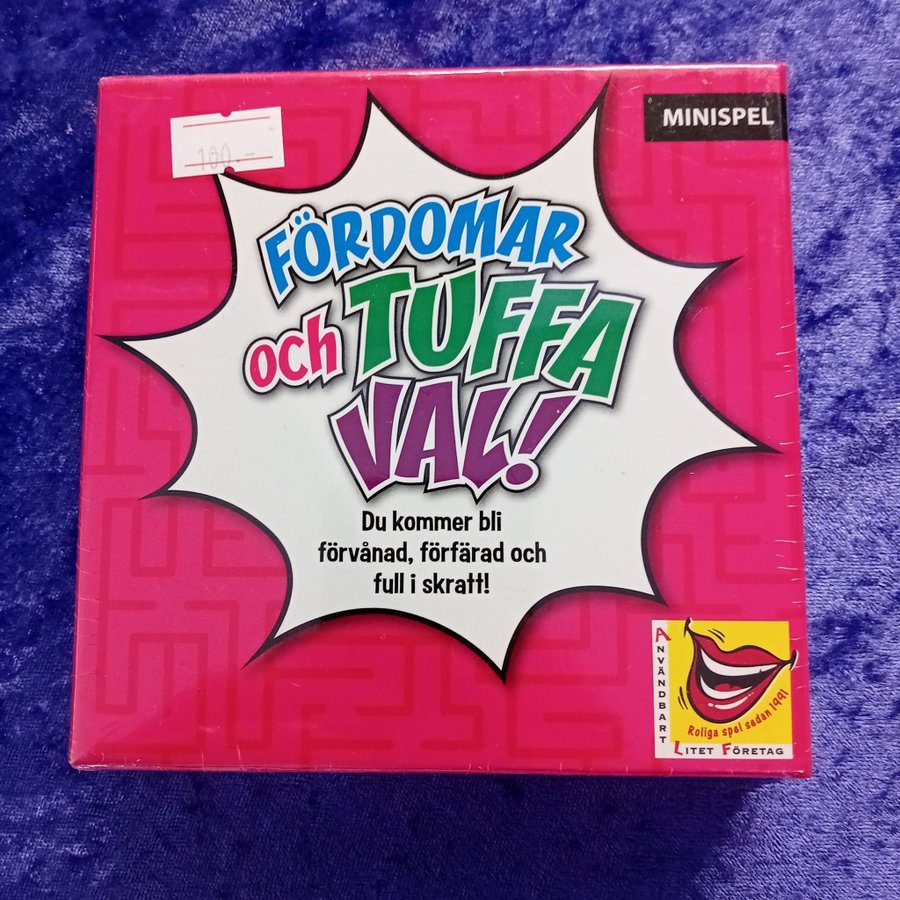 100.-
MINISPEL
FÖRDOMAR
och TUFFA
VAL!
Du kommer bli
förvånad, förfärad och
full i skratt!
ANVÄNDBART
LITET FÖRETAG
Roliga spel sedan 1991